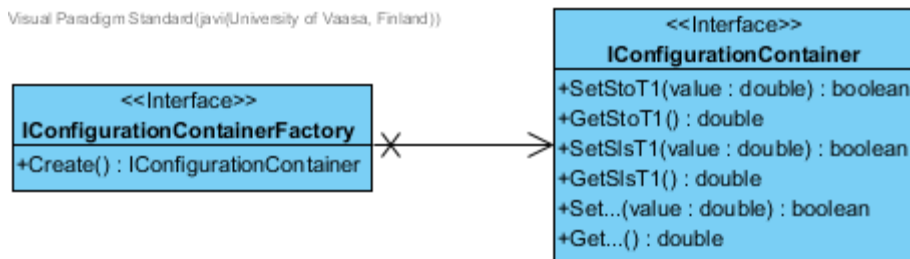 Visual Paradigm Standard(javi(University of Vaasa, Finland))
<<Interface>>
IConfigurationContainerFactory
+Create() : IConfigurationContainer
<<Interface>>
IConfigurationContainer
+SetStoT1(value : double) : boolean
+GetStoT1() : double
+SetSlsT1(value : double) : boolean
+GetSlsT1() : double
+Set...(value : double) : boolean
+Get...() : double